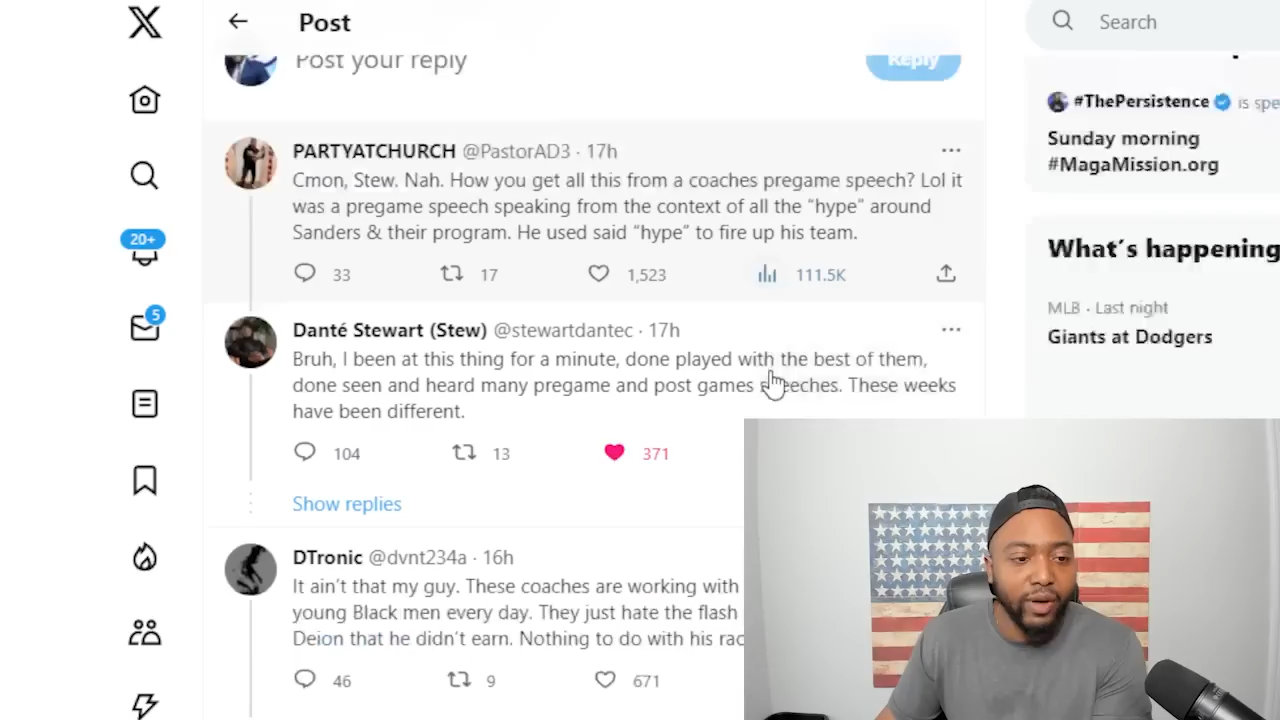 Post
Search
Post your reply
Reply
#ThePersistence is spe
Sunday morning
#MagaMission.org
PARTYATCHURCH @PastorAD3 · 17h
Cmon, Stew. Nah. How you get all this from a coaches pregame speech? Lol it
was a pregame speech speaking from the context of all the “hype” around
Sanders & their program. He used said “hype” to fire up his team.
33 17 1,523 111.5K
20+
5
What's happening
MLB · Last night
Giants at Dodgers
Danté Stewart (Stew) @stewartdantec · 17h
Bruh, I been at this thing for a minute, done played with the best of them,
done seen and heard many pregame and post games speeches. These weeks
have been different.
104 13 371
Show replies
DTronic @dvnt234a · 16h
It ain't that my guy. These coaches are working with
young Black men every day. They just hate the flash
Deion that he didn't earn. Nothing to do with his rac
46 9 671